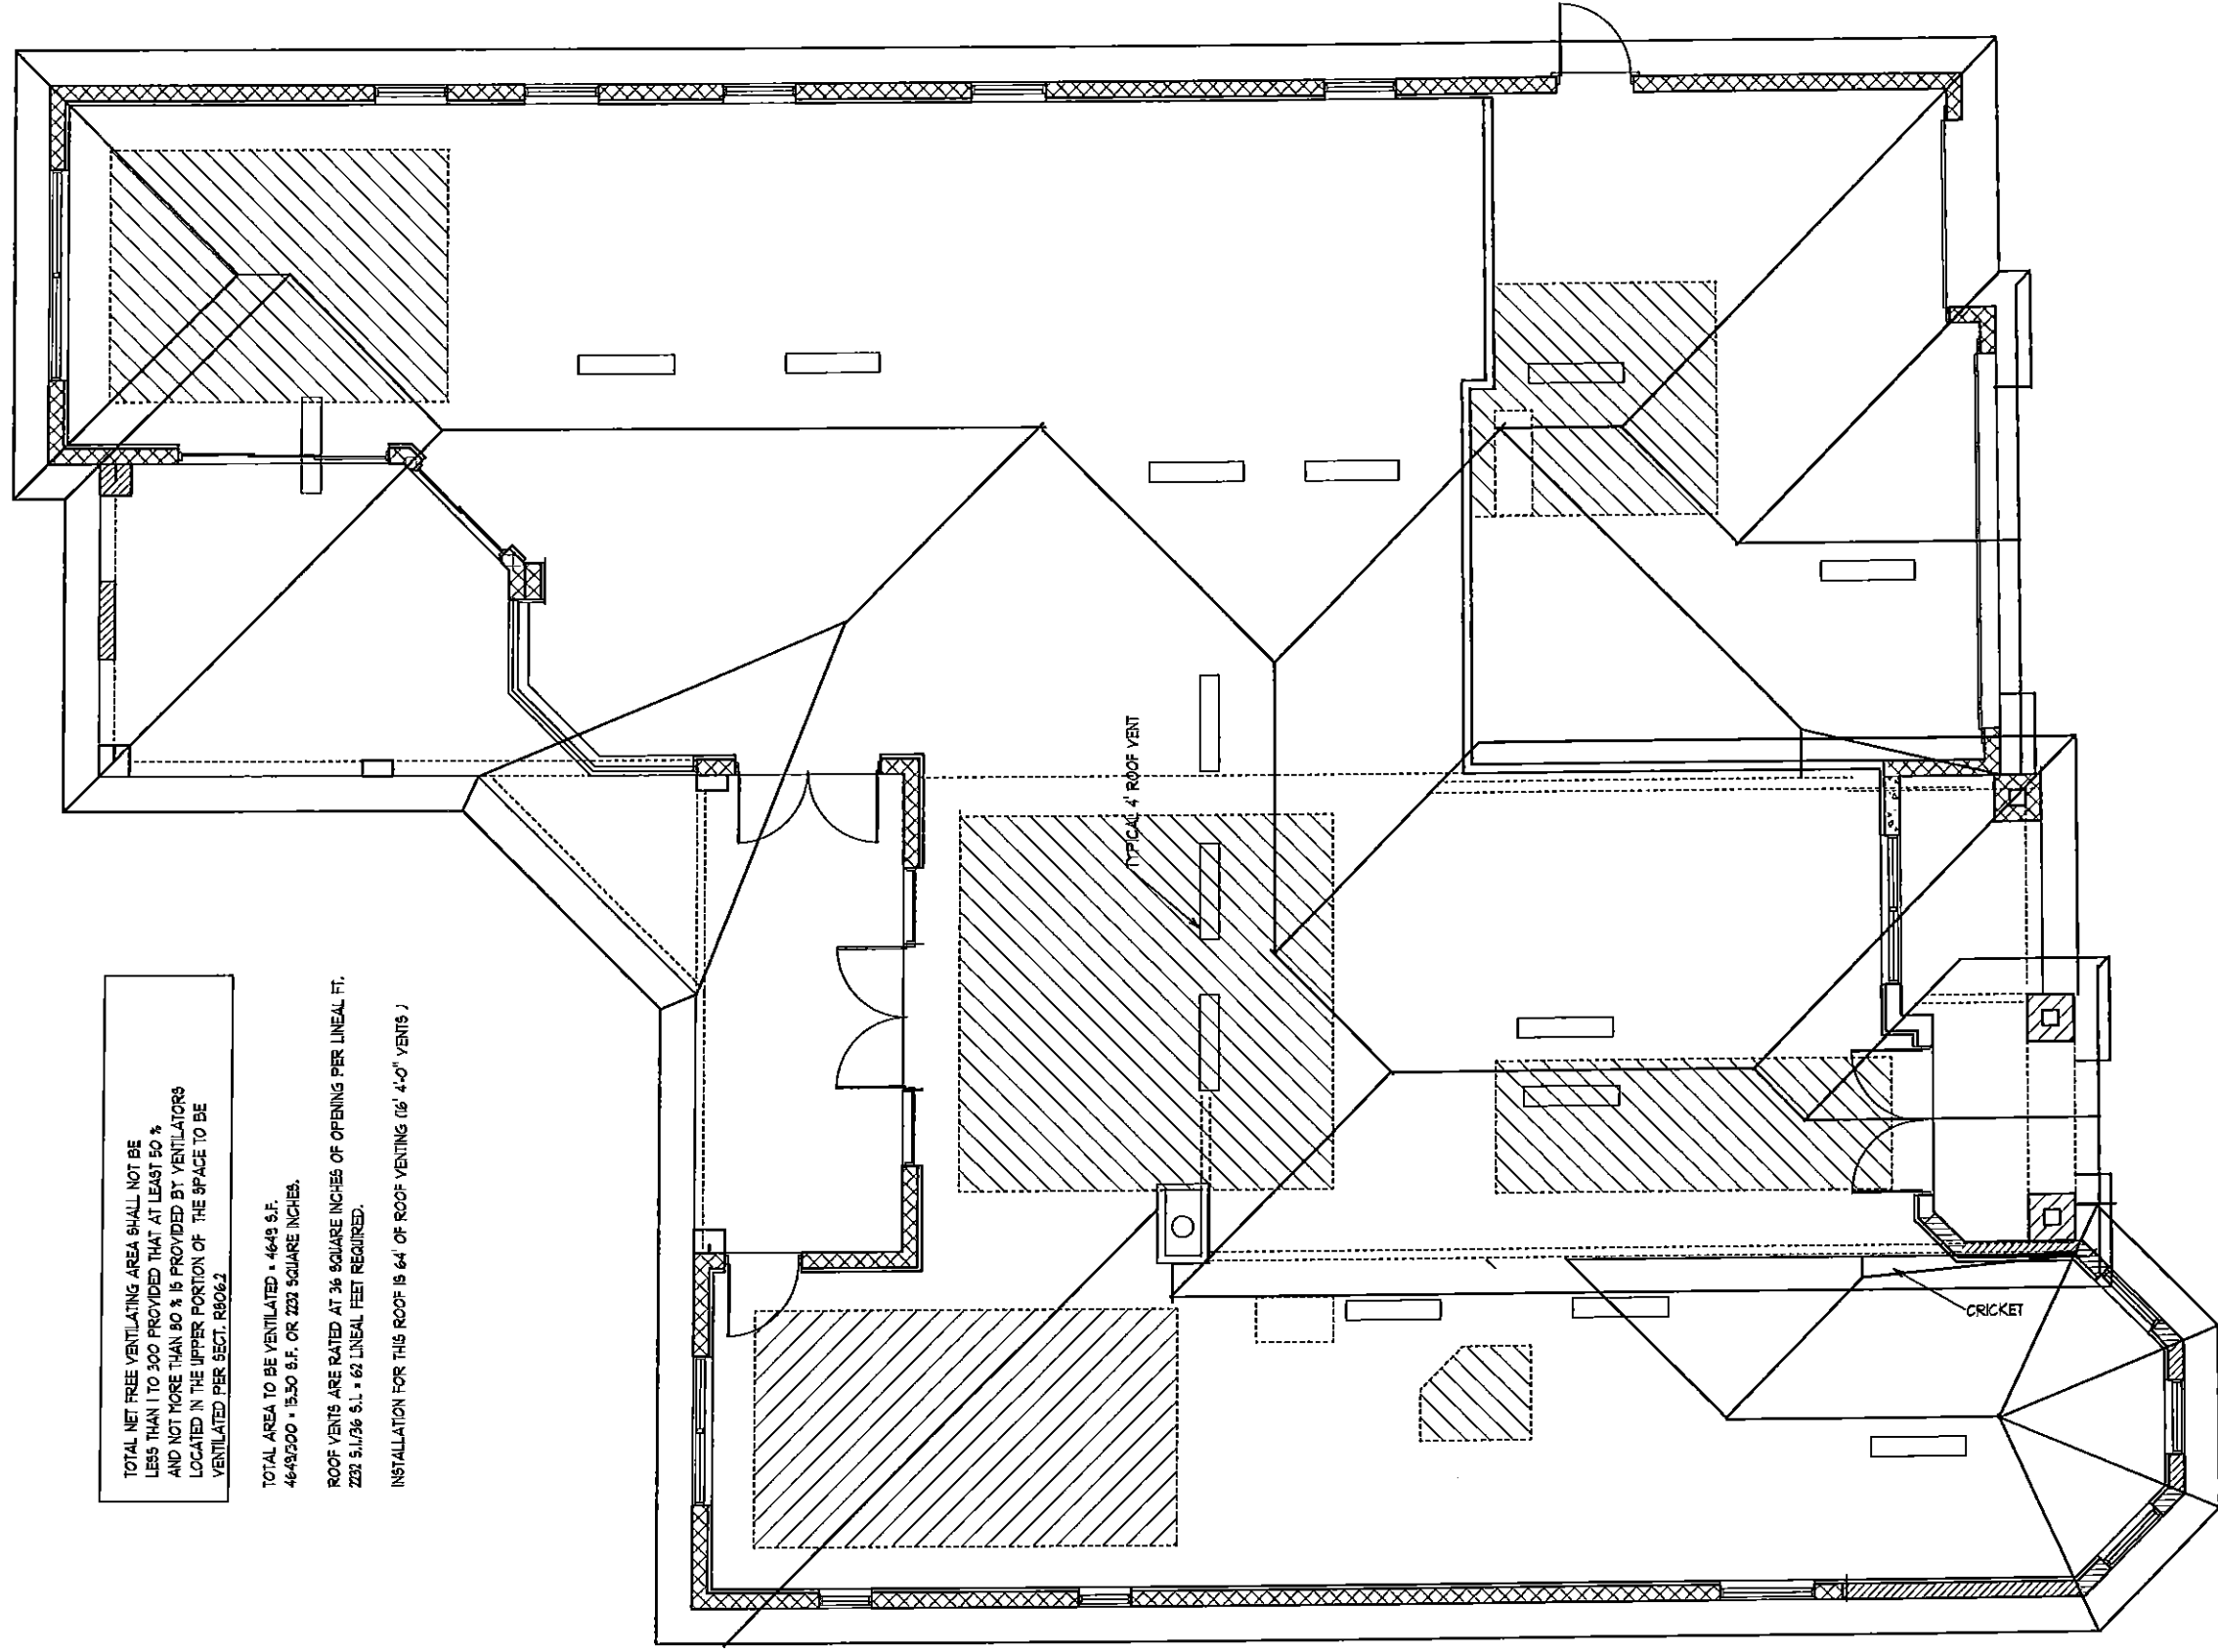 TOTAL NET FREE VENTILATING AREA SHALL NOT BE
LESS THAN 1 TO 300 PROVIDED THAT AT LEAST 50 %
AND NOT MORE THAN 80 % IS PROVIDED BY VENTILATORS
LOCATED IN THE UPPER PORTION OF THE SPACE TO BE
VENTILATED PER SECT. R806.2
TOTAL AREA TO BE VENTILATED = 4649 S.F.
4649/300 = 15.50 S.F. OR 2232 SQUARE INCHES.
ROOF VENTS ARE RATED AT 36 SQUARE INCHES OF OPENING PER LINEAL FT.
2232 S.I./36 S.I. = 62 LINEAL FEET REQUIRED.
INSTALLATION FOR THIS ROOF IS 64' OF ROOF VENTING (16' 4'-0" VENTS )
TYPICAL 4' ROOF VENT
CRICKET